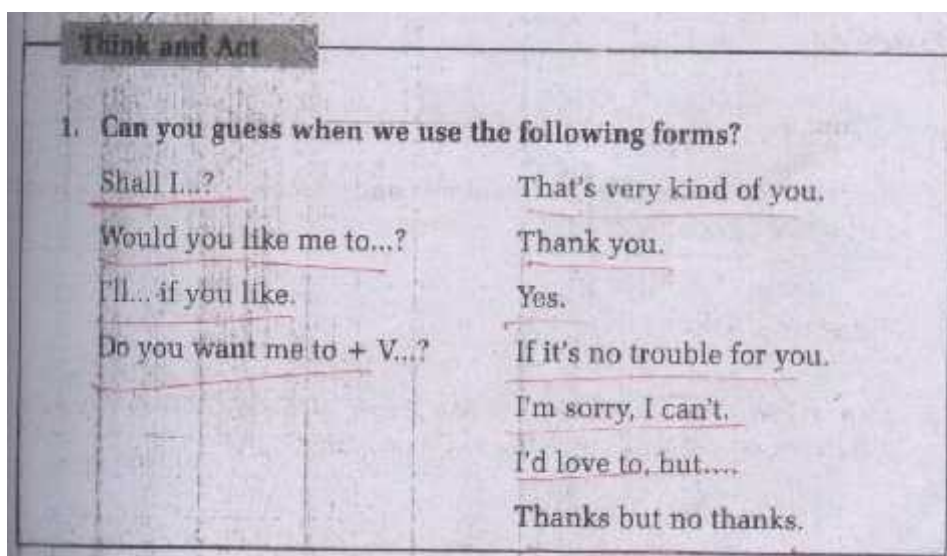 Think and Act
1. Can you guess when we use the following forms?
Shall I...? That's very kind of you.
Would you like me to...? Thank you.
I'll... if you like. Yes.
Do you want me to + V...? If it's no trouble for you.
I'm sorry, I can't.
I'd love to, but....
Thanks but no thanks.